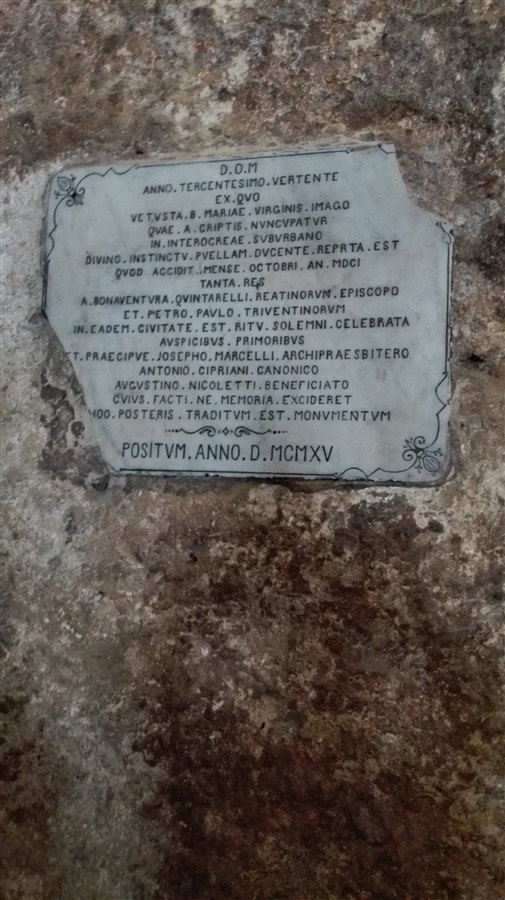 D.O.M
ANNO. TERCENTESIMO. VERTENTE
EX. QVO
VETVSTA. B. MARIAE. VIRGINIS. IMAGO
QVAE. A. CRIPTIS. NVNCVPATVR
IN. INTEROCREAE. SVBVRBANO
DIVINO. INSTINCTV. PVELLAM. DVCENTE. REPRTA. EST
QVOD ACCIDIT. MENSE. OCTOBRI. AN. MDCI
TANTA. RES
A. BONAVENTVRA. QVINTARELLI. REATINORVM. EPISCOPO
ET. PETRO. PAVLO. TRIVENTINORVM
IN. EADEM. CIVITATE. EST. RITV. SOLEMNI. CELEBRATA
AVSPICIBVS. PRIMORIBVS
ET. PRAECIPVE. JOSEPHO. MARCELLI. ARCHIPRAESBITERO
ANTONIO. CIPRIANI. CANONICO
AVGVSTINO. NICOLETTI. BENEFICIATO
CVIVS. FACTI. NE. MEMORIA. EXCIDERET
HOO. POSTERIS. TRADITVM. EST. MONVMENTVM
POSITVM. ANNO. D. MCMXV